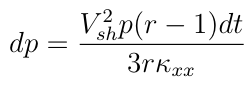 $dp = \frac{V_{sh}^2 p(r-1)dt}{3r\kappa_{xx}}$